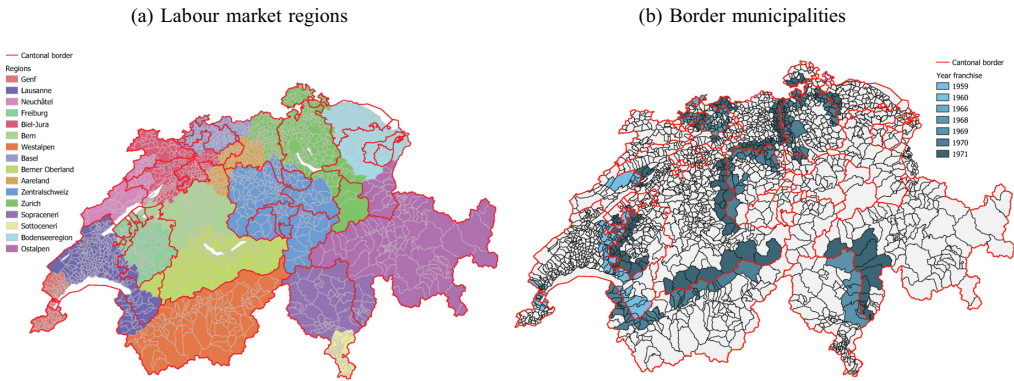 (a) Labour market regions
Cantonal border
Regions
Genf
Lausanne
Neuchâtel
Freiburg
Biel-Jura
Bern
Westalpen
Basel
Berner Oberland
Aareland
Zentralschweiz
Zurich
Sopraceneri
Sottoceneri
Bodenseeregion
Ostalpen
(b) Border municipalities
Cantonal border
Year franchise
1959
1960
1966
1968
1969
1970
1971